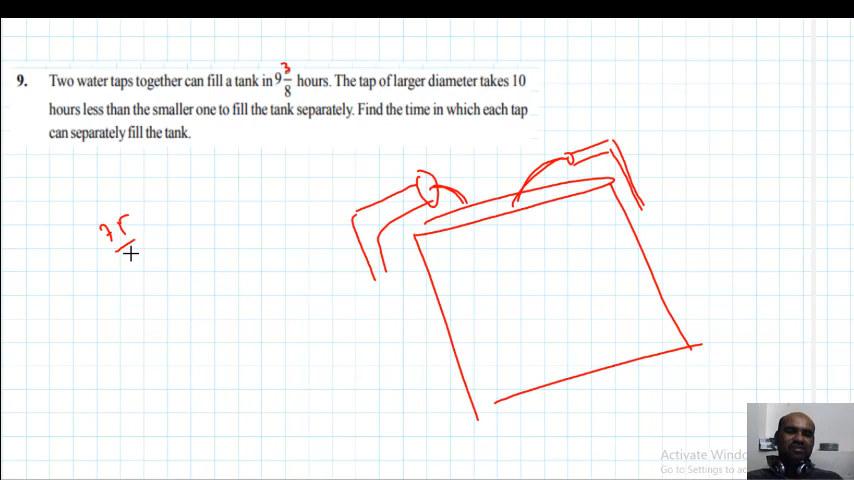 9. Two water taps together can fill a tank in 9 3/8 hours. The tap of larger diameter takes 10
hours less than the smaller one to fill the tank separately. Find the time in which each tap
can separately fill the tank.
75
Activate Windo
Go to Settings to a